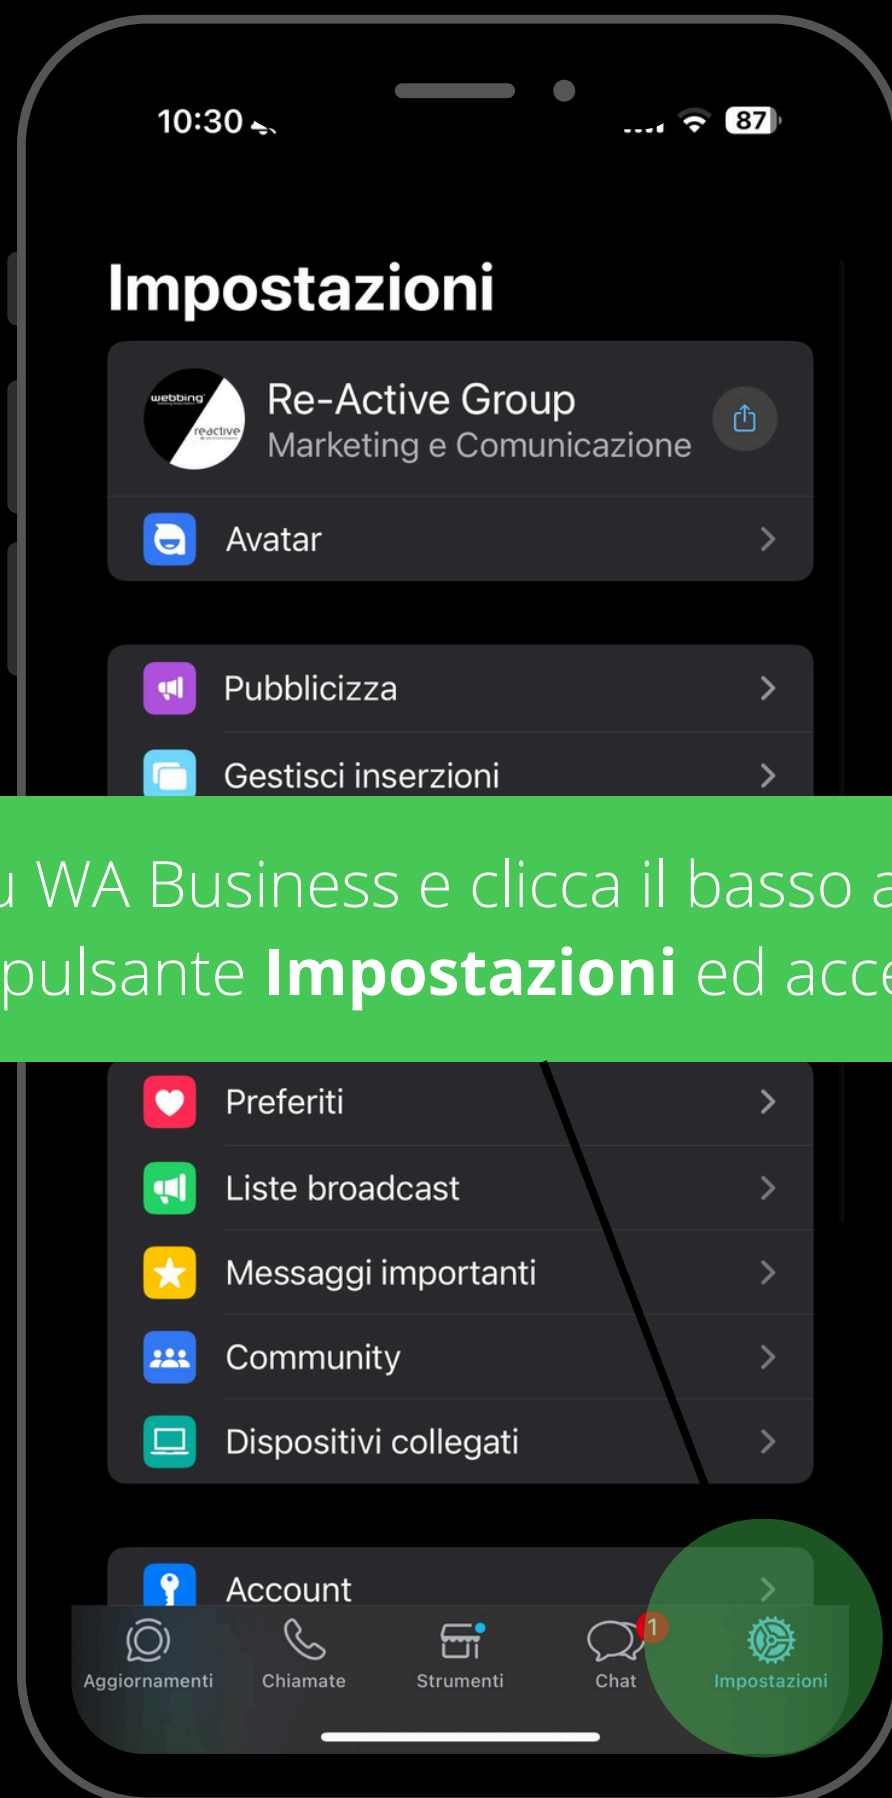 10:30
87
Impostazioni
webbing
reactive
Re-Active Group
Marketing e Comunicazione
Avatar
Pubblicizza
Gestisci inserzioni
WA Business e clicca il basso
pulsante Impostazioni ed
Preferiti
Liste broadcast
Messaggi importanti
Community
Dispositivi collegati
Account
1
Aggiornamenti Chiamate Strumenti Chat Impostazioni